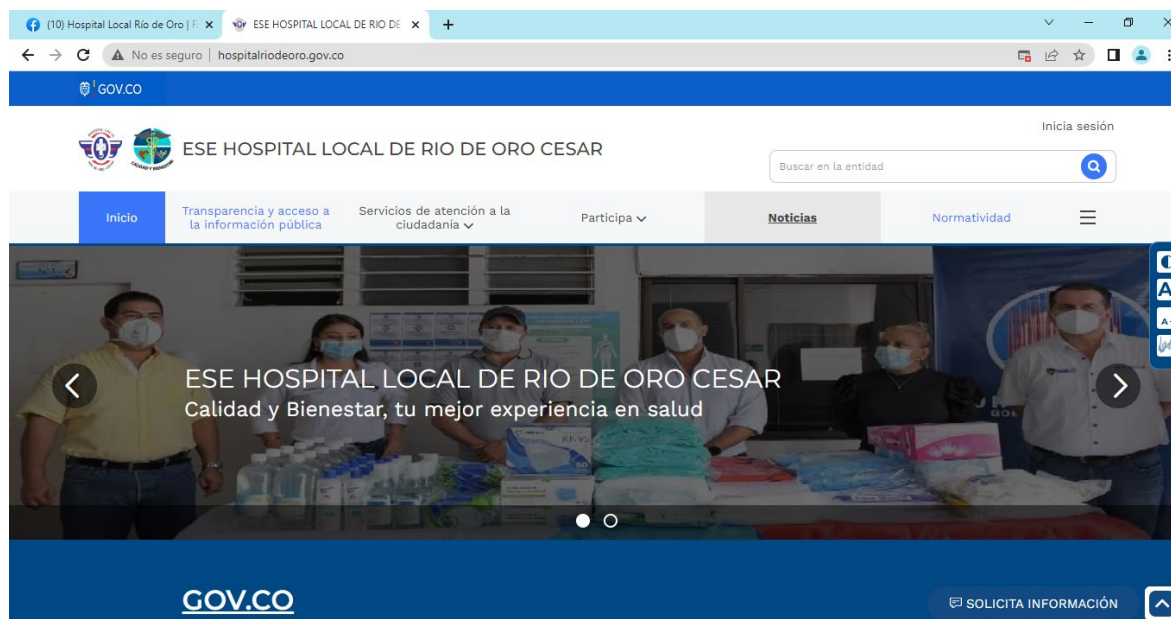 (10) Hospital Local Río de Oro | F
ESE HOSPITAL LOCAL DE RIO DE
No es seguro
hospitalriodeoro.gov.co
GOV.CO
Inicia sesión
ESE HOSPITAL LOCAL DE RIO DE ORO CESAR
Buscar en la entidad
Inicio
Transparencia y acceso a
la información pública
Servicios de atención a la
ciudadanía
Participa
Noticias
Normatividad
ESE HOSPITAL LOCAL DE RIO DE ORO CESAR
Calidad y Bienestar, tu mejor experiencia en salud
GOV.CO
SOLICITA INFORMACIÓN